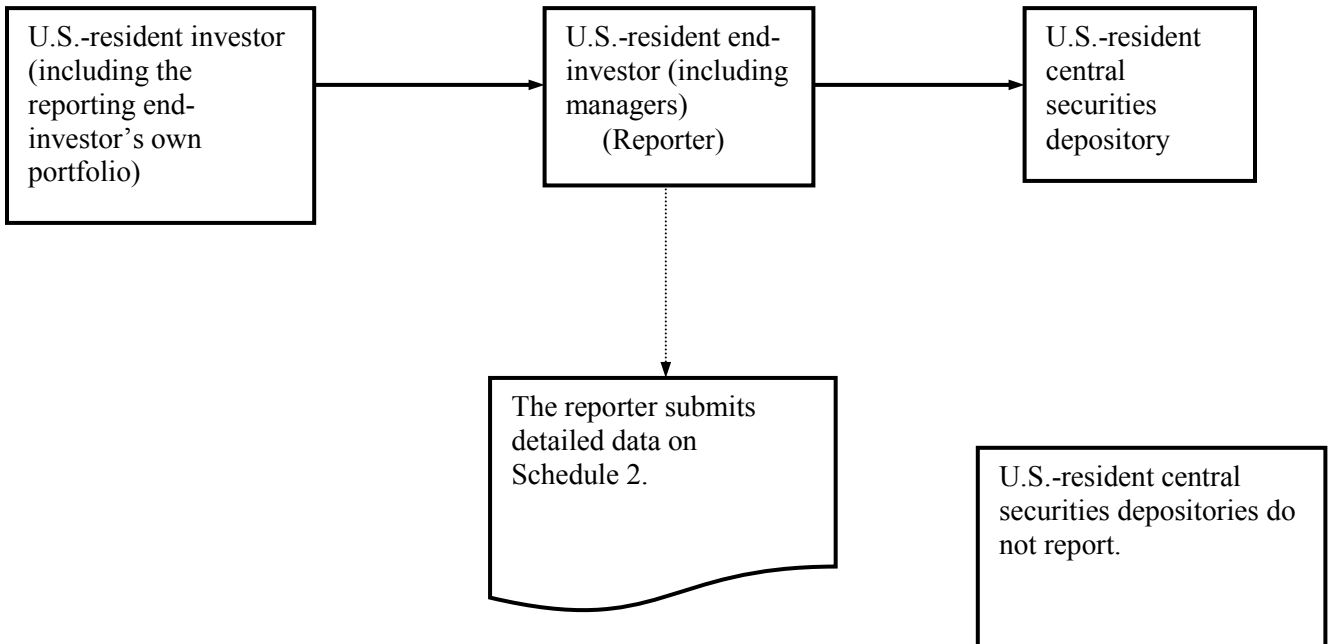 U.S.-resident investor
(including the
reporting end-
investor’s own
portfolio)
U.S.-resident end-
investor (including
managers)
(Reporter)
U.S.-resident
central
securities
depository
The reporter submits
detailed data on
Schedule 2.
U.S.-resident central
securities depositories do
not report.